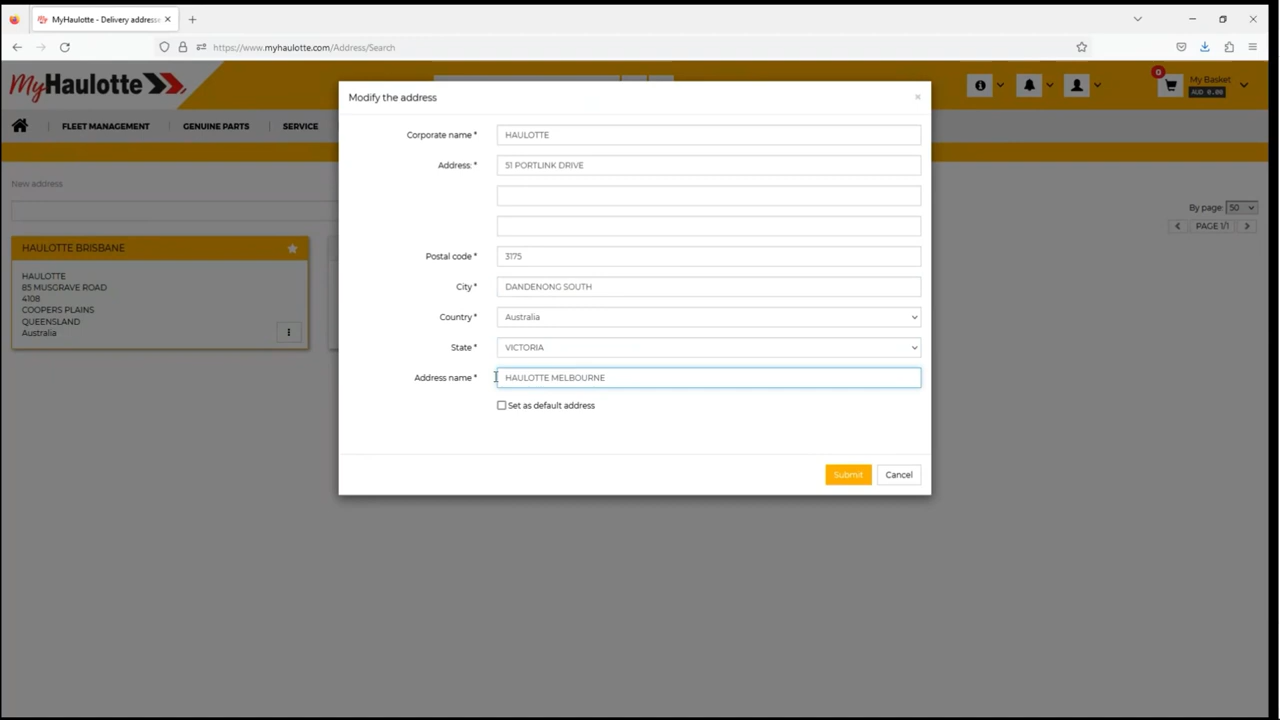 MyHaulotte - Delivery address
https://www.myhaulotte.com/Address/Search
MyHaulotte
0
My Basket
AUD 0.00
FLEET MANAGEMENT
GENUINE PARTS
SERVICE
New address
By page: 50
PAGE 1/1
HAULOTTE BRISBANE
HAULOTTE
85 MUSGRAVE ROAD
4108
COOPERS PLAINS
QUEENSLAND
Australia
Modify the address
Corporate name * HAULOTTE
Address: * 51 PORTLINK DRIVE
Postal code * 3175
City * DANDENONG SOUTH
Country * Australia
State * VICTORIA
Address name * HAULOTTE MELBOURNE
Set as default address
Submit
Cancel